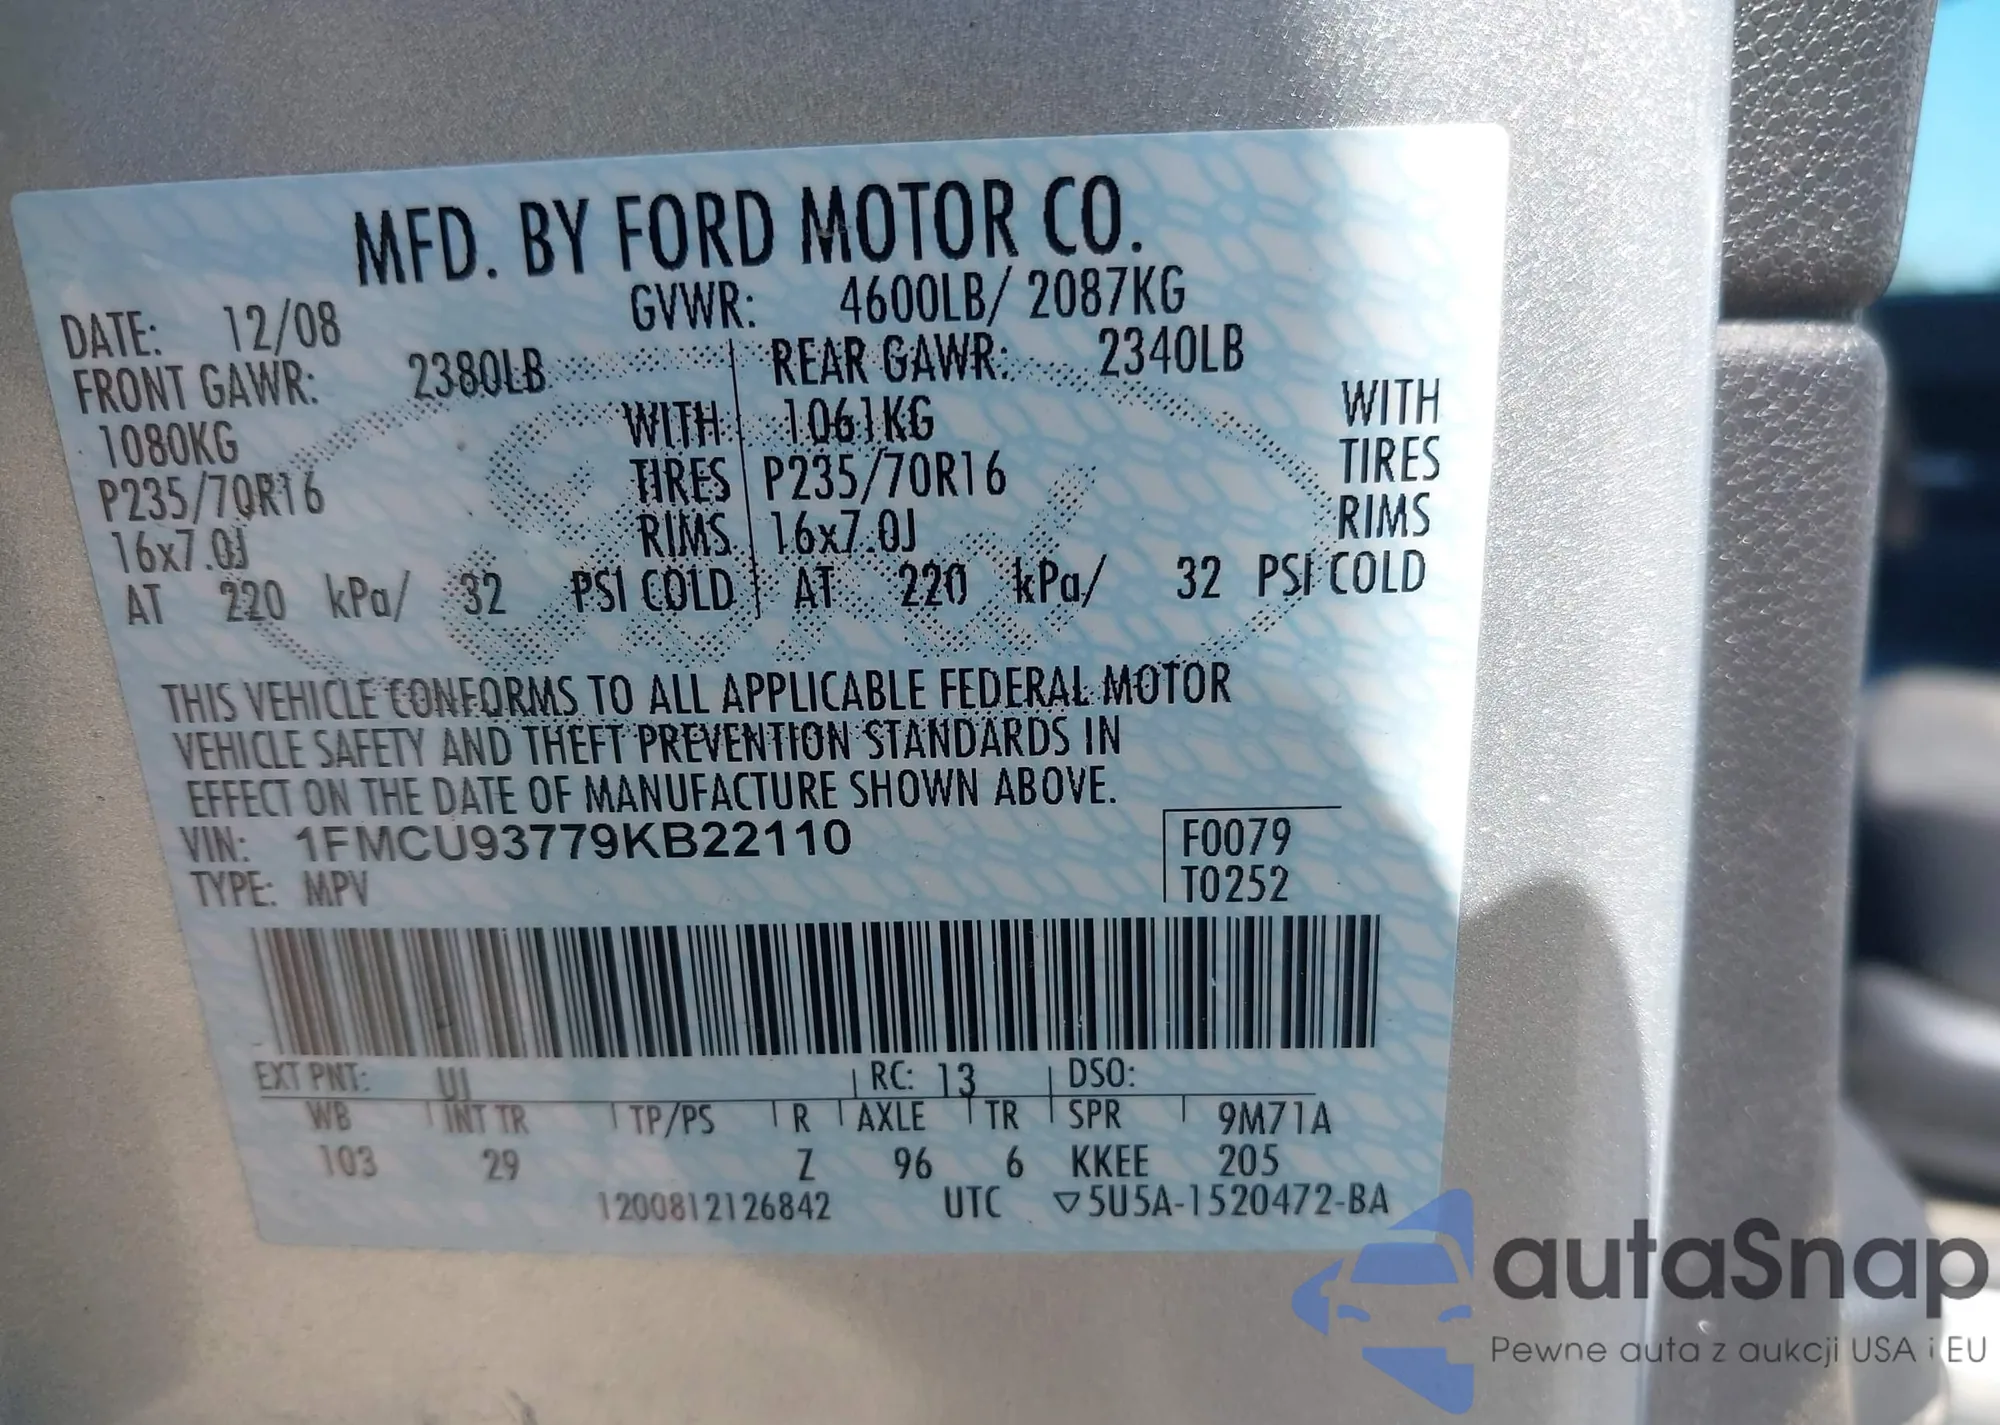 MFD. BY FORD MOTOR CO.
DATE: 12/08 GVWR: 4600LB/ 2087KG
FRONT GAWR: 2380LB REAR GAWR: 2340LB
1080KG WITH 1061KG WITH
P235/70R16 TIRES P235/70R16 TIRES
16x7.0J RIMS 16x7.0J RIMS
AT 220 kPa/ 32 PSI COLD AT 220 kPa/ 32 PSI COLD
THIS VEHICLE CONFORMS TO ALL APPLICABLE FEDERAL MOTOR
VEHICLE SAFETY AND THEFT PREVENTION STANDARDS IN
EFFECT ON THE DATE OF MANUFACTURE SHOWN ABOVE.
VIN: 1FMCU93779KB22110 F0079
TYPE: MPV T0252
EXT PNT: UJ RC: 13 DSO:
WB INT TR TP/PS R AXLE TR SPR 9M71A
103 29 Z 96 6 KKEE 205
1200812126842 UTC ▽5U5A-1520472-BA
autaSnap
Pewne auta z aukcji USA i EU